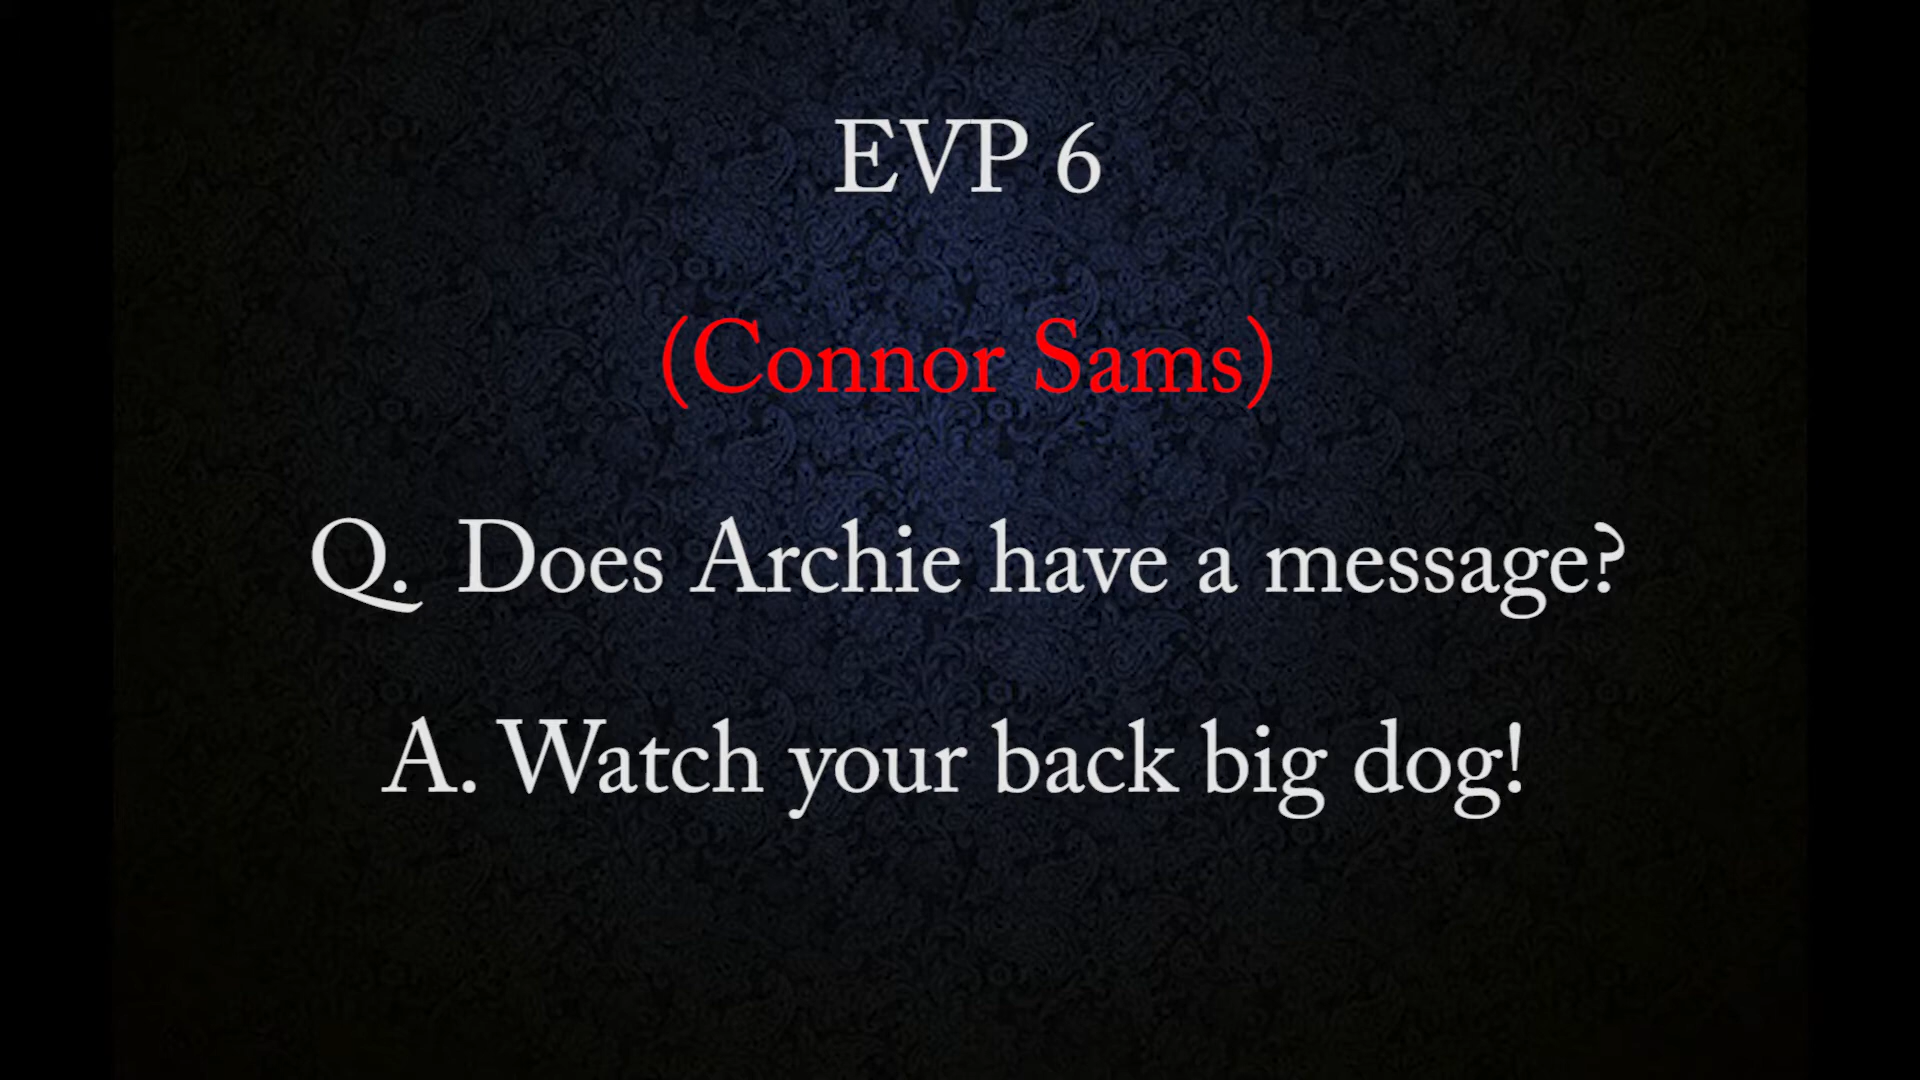 EVP 6
(Connor Sams)
Q. Does Archie have a message?
A. Watch your back big dog!